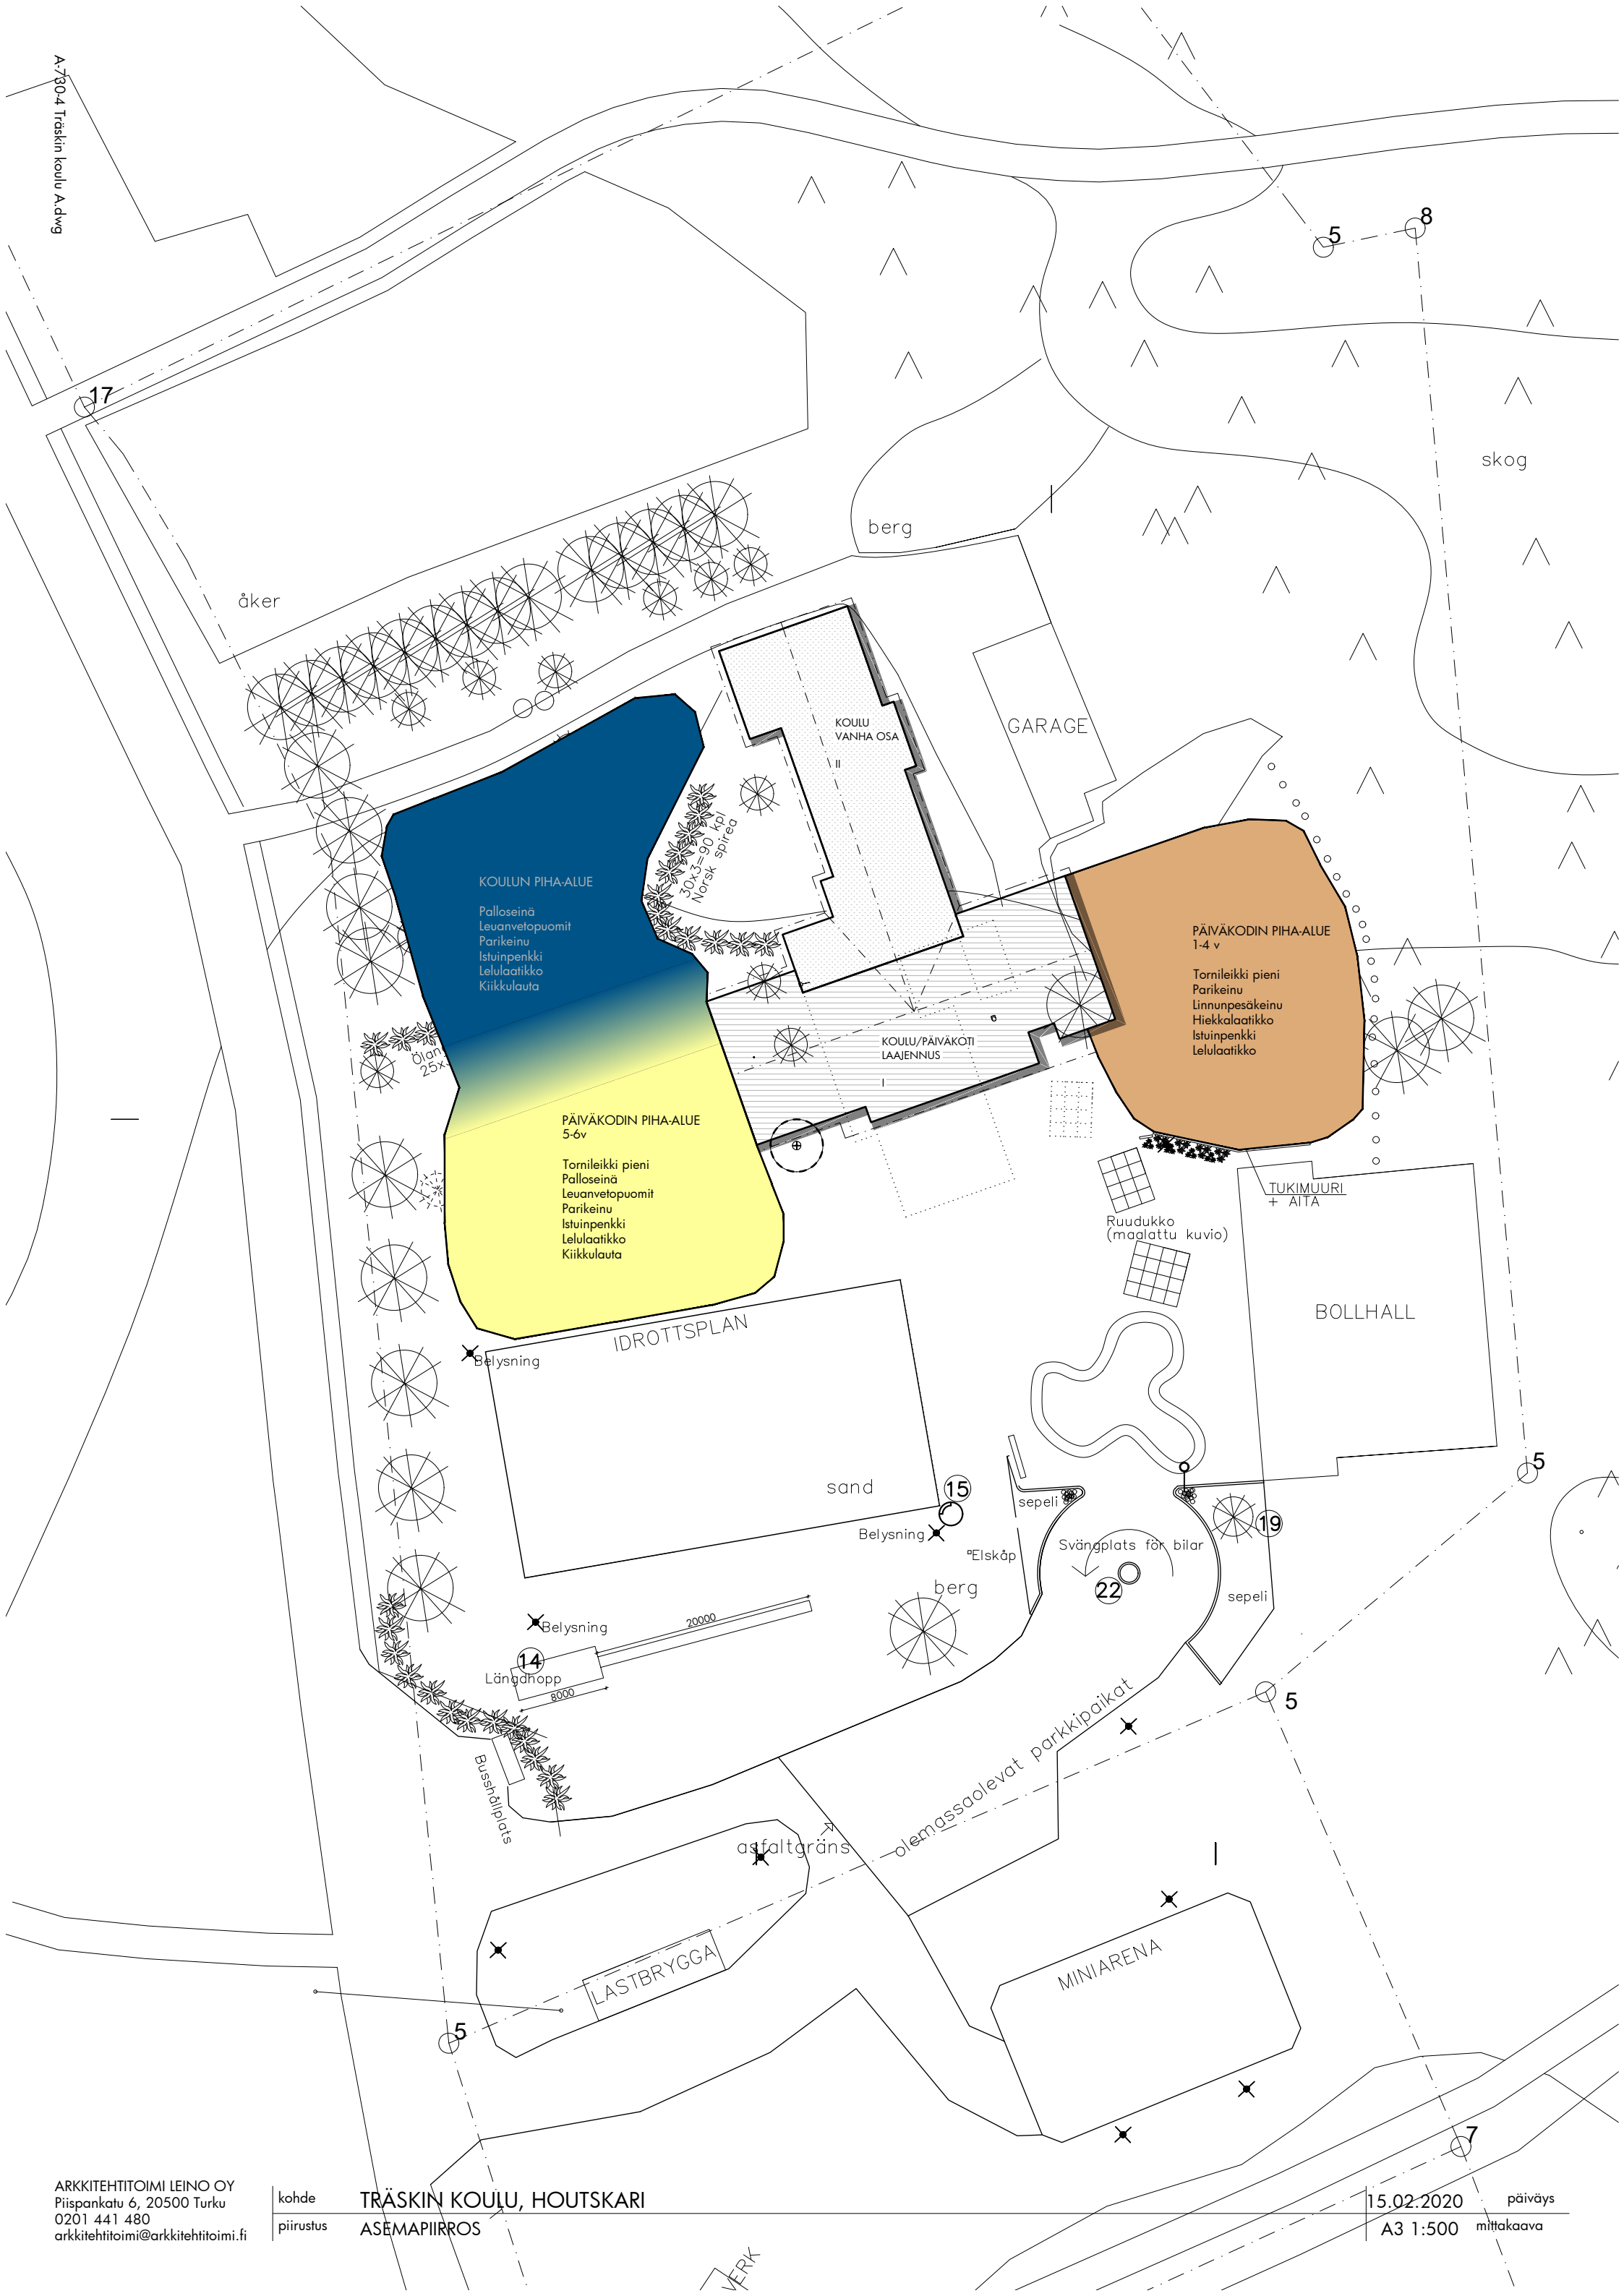 A-730-4 Träskin koulu A.dwg
5
8
17
skog
berg
åker
KOULU
VANHA OSA
II
GARAGE
30x3=90 kpl
Norsk spirea
KOULUN PIHA-ALUE
Palloseinä
Leuanvetopuomit
Parikeinu
Istuinpenkki
Lelulaatikko
Kiikkulauta
PÄIVÄKODIN PIHA-ALUE
1-4 v
Tornileikki pieni
Parikeinu
Linnunpesäkeinu
Hiekkalaatikko
Istuinpenkki
Lelulaatikko
KOULU/PÄIVÄKOTI
LAAJENNUS
I
PÄIVÄKODIN PIHA-ALUE
5-6v
Tornileikki pieni
Palloseinä
Leuanvetopuomit
Parikeinu
Istuinpenkki
Lelulaatikko
Kiikkulauta
TUKIMUURI
+ AITA
Ruudukko
(maalattu kuvio)
BOLLHALL
IDROTTSPLAN
Belysning
sand
15
5
sepeli
19
Belysning
Svängplats för bilar
Elskåp
22
berg
sepeli
Belysning
20000
14
Längdhopp
8000
5
olemassaolevat parkkipaikat
Busshållplats
asfaltgräns
LASTBRYGGA
MINIARENA
5
7
ARKKITEHTITOIMI LEINO OY
Piispankatu 6, 20500 Turku
0201 441 480
arkkitehtitoimi@arkkitehtitoimi.fi
kohde TRÄSKIN KOULU, HOUTSKARI
piirustus ASEMAPIIRROS
15.02.2020 päiväys
A3 1:500 mittakaava